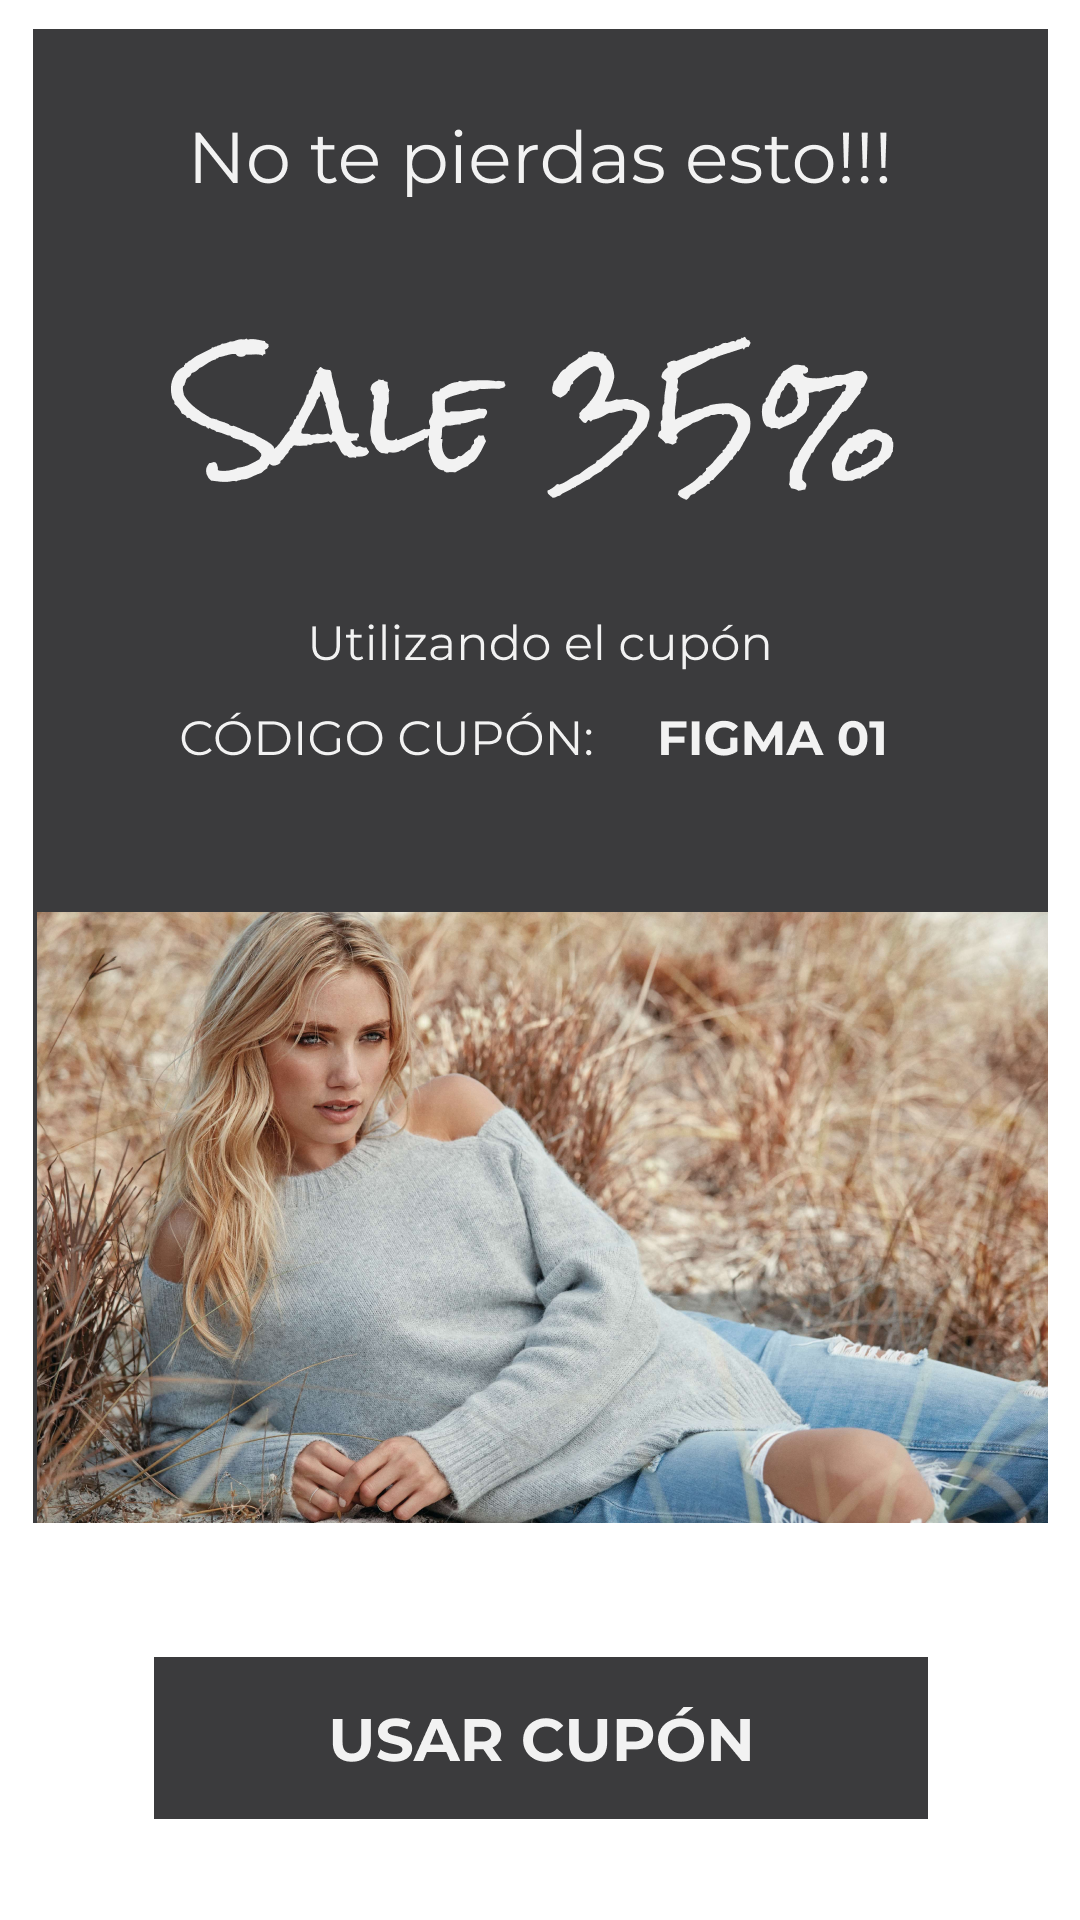 No te pierdas esto!!!
Sale 35%
Utilizando el cupón
CÓDIGO CUPÓN: FIGMA 01
USAR CUPÓN